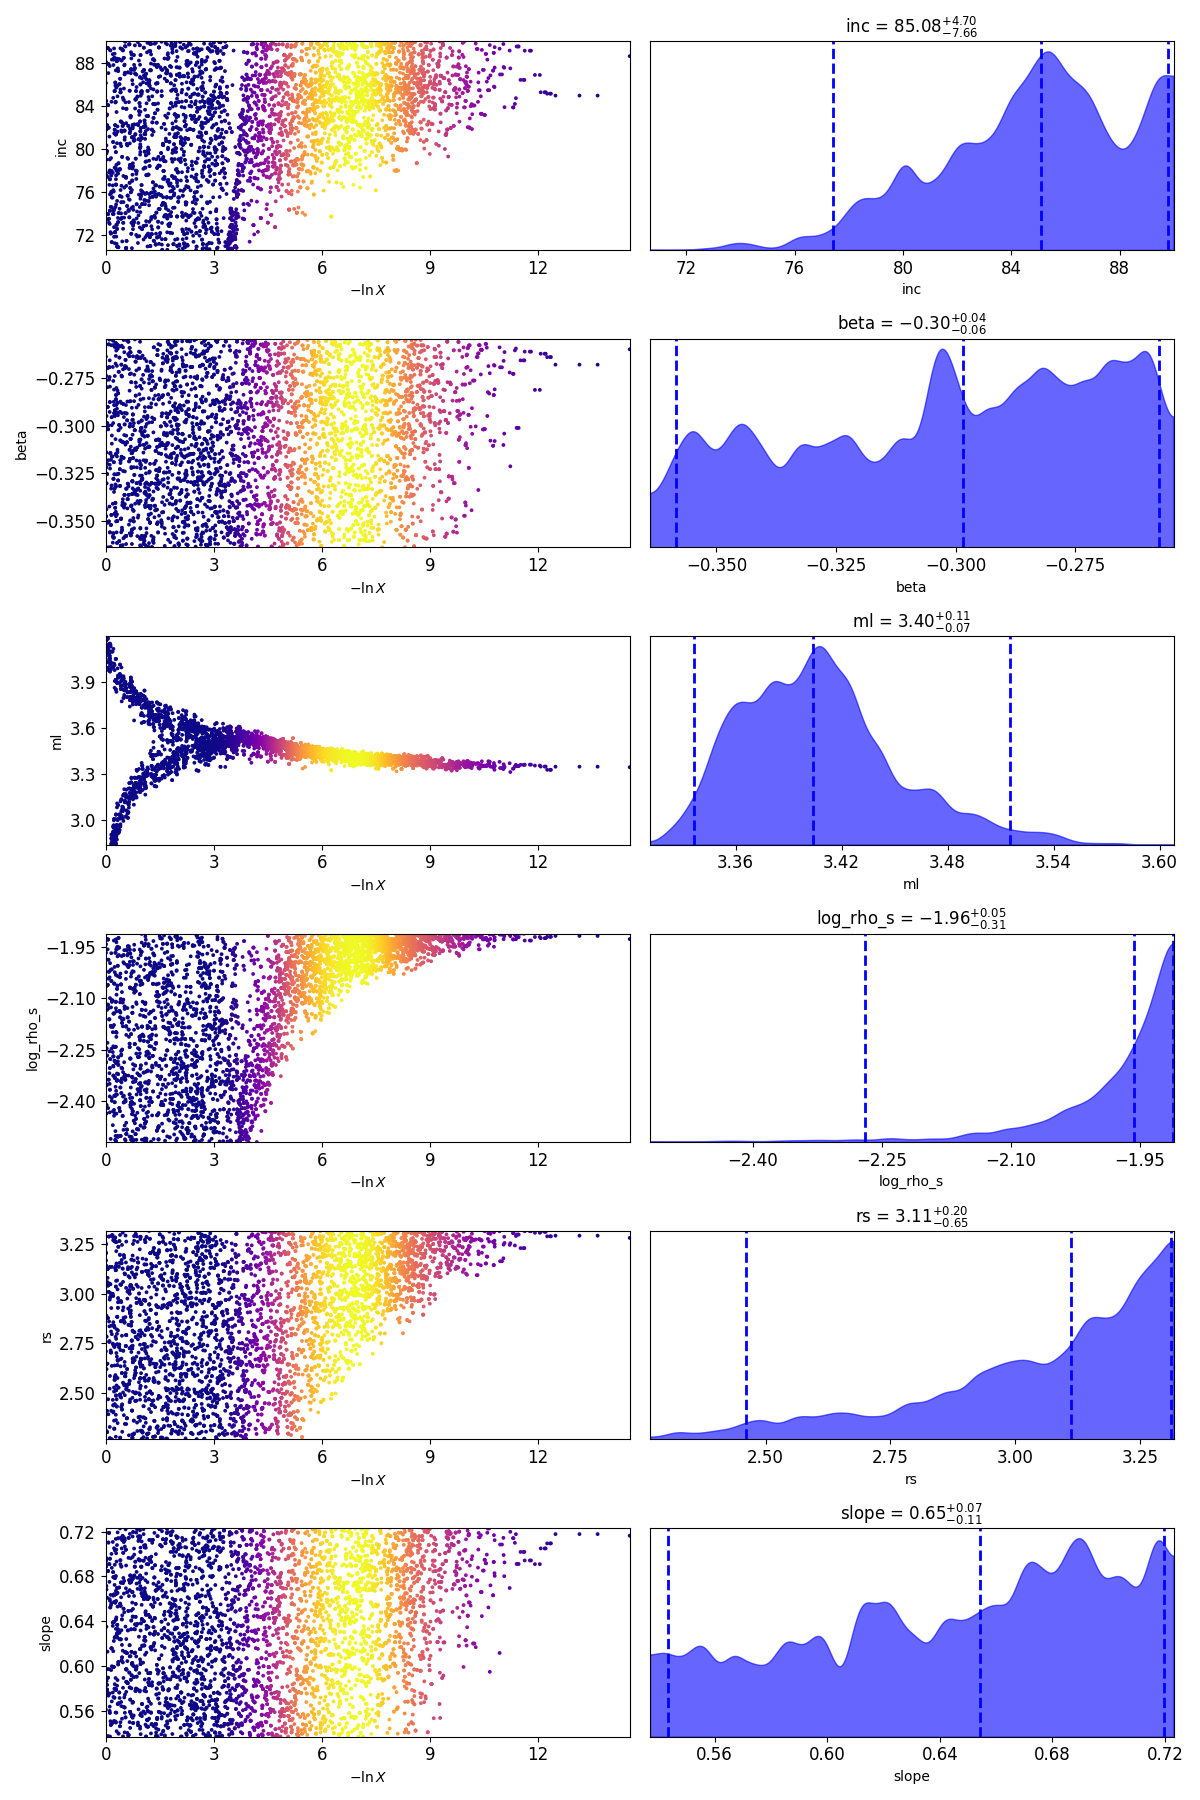 inc = 85.08+4.70−7.66
88
84
80
76
72
inc
0 3 6 9 12
−ln X
72 76 80 84 88
inc
beta = −0.30+0.04−0.06
−0.275
−0.300
−0.325
−0.350
beta
0 3 6 9 12
−ln X
−0.350 −0.325 −0.300 −0.275
beta
ml = 3.40+0.11−0.07
3.9
3.6
3.3
3.0
ml
0 3 6 9 12
−ln X
3.36 3.42 3.48 3.54 3.60
ml
log_rho_s = −1.96+0.05−0.31
−1.95
−2.10
−2.25
−2.40
log_rho_s
0 3 6 9 12
−ln X
−2.40 −2.25 −2.10 −1.95
log_rho_s
rs = 3.11+0.20−0.65
3.25
3.00
2.75
2.50
rs
0 3 6 9 12
−ln X
2.50 2.75 3.00 3.25
rs
slope = 0.65+0.07−0.11
0.72
0.68
0.64
0.60
0.56
slope
0 3 6 9 12
−ln X
0.56 0.60 0.64 0.68 0.72
slope